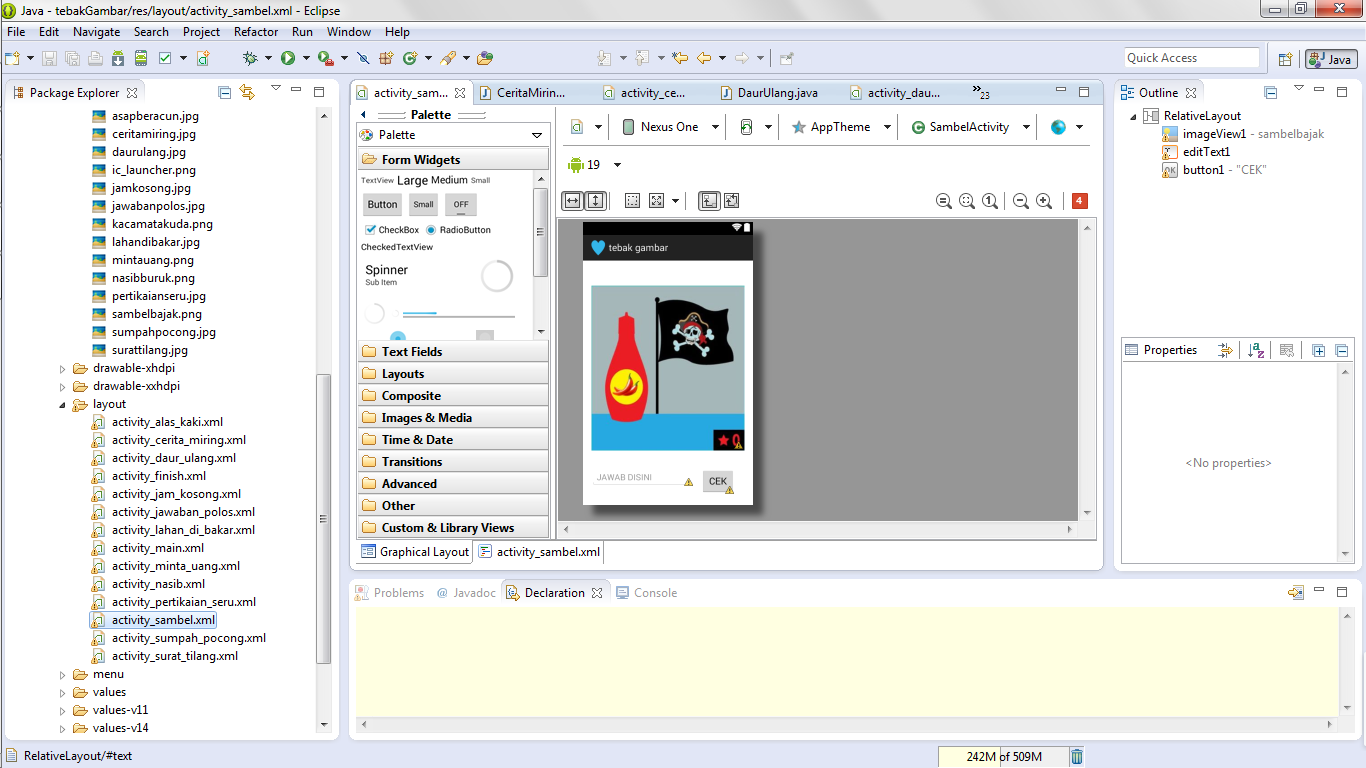 Java - tebakGambar/res/layout/activity_sambel.xml - Eclipse
File Edit Navigate Search Project Refactor Run Window Help
Quick Access
Java
Package Explorer
asapberacun.jpg
ceritamiring.jpg
daurulang.jpg
ic_launcher.png
jamkosong.jpg
jawabanpolos.jpg
kacamatakuda.png
lahandibakar.jpg
mintauang.png
nasibburuk.png
pertikaianseru.jpg
sambelbajak.png
sumpahpocong.jpg
surattilang.jpg
drawable-xhdpi
drawable-xxhdpi
layout
activity_alas_kaki.xml
activity_cerita_miring.xml
activity_daur_ulang.xml
activity_finish.xml
activity_jam_kosong.xml
activity_jawaban_polos.xml
activity_lahan_di_bakar.xml
activity_main.xml
activity_minta_uang.xml
activity_nasib.xml
activity_pertikaian_seru.xml
activity_sambel.xml
activity_sumpah_pocong.xml
activity_surat_tilang.xml
menu
values
values-v11
values-v14
activity_sam... CeritaMirin... activity_ce... DaurUlang.java activity_dau... »23
Palette
Palette
Form Widgets
TextView Large Medium Small
Button Small OFF
CheckBox RadioButton
CheckedTextView
Spinner
Sub Item
Text Fields
Layouts
Composite
Images & Media
Time & Date
Transitions
Advanced
Other
Custom & Library Views
Nexus One AppTheme SambelActivity
19
4
tebak gambar
0
JAWAB DISINI CEK
Graphical Layout activity_sambel.xml
Outline
RelativeLayout
imageView1 - sambelbajak
editText1
OK button1 - "CEK"
Properties
<No properties>
Problems @ Javadoc Declaration Console
RelativeLayout/#text
242M of 509M